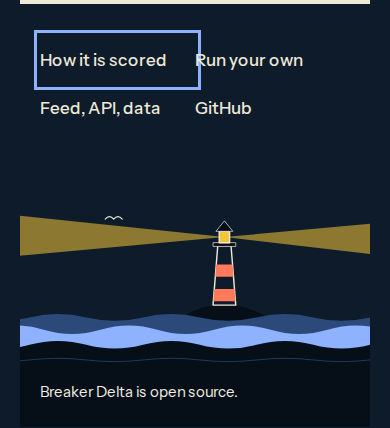 How it is scored
Run your own
Feed, API, data
GitHub
Breaker Delta is open source.